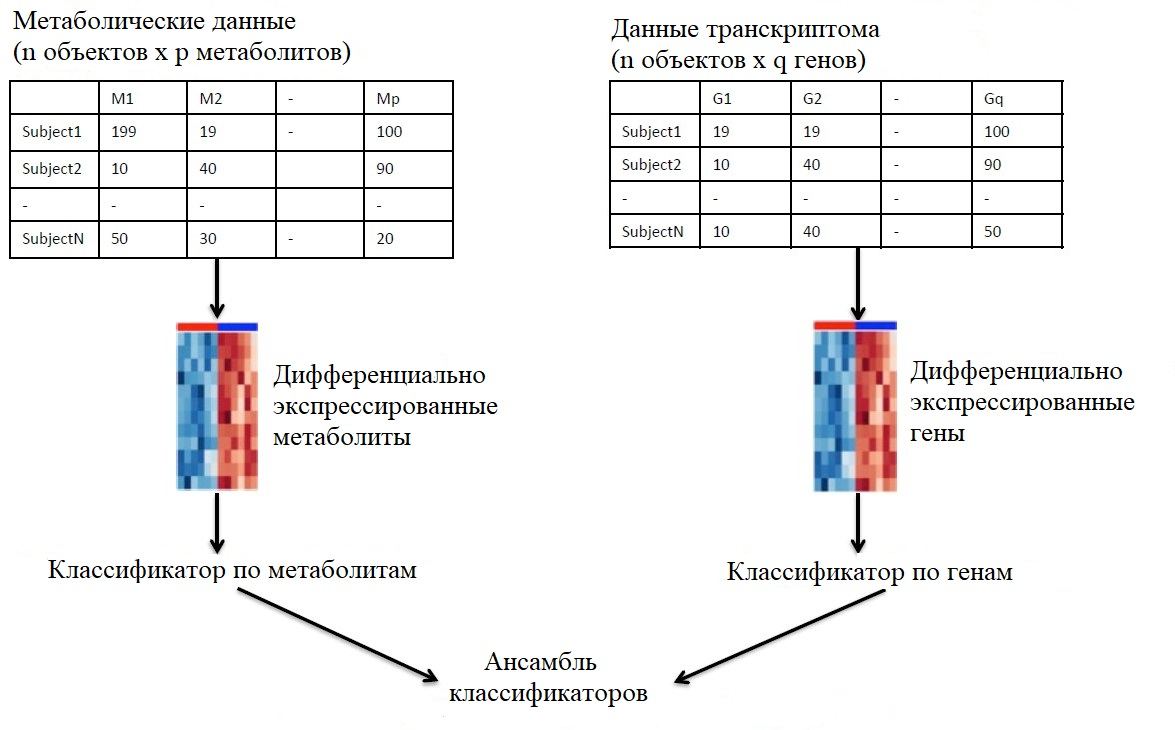 Метаболические данные
(n объектов x p метаболитов)
M1 M2 - Mp
Subject1 199 19 - 100
Subject2 10 40 90
- - - -
SubjectN 50 30 - 20
Дифференциально
экспрессированные
метаболиты
Классификатор по метаболитам
Данные транскриптома
(n объектов x q генов)
G1 G2 - Gq
Subject1 19 19 - 100
Subject2 10 40 - 90
- - - - -
SubjectN 10 40 - 50
Дифференциально
экспрессированные
гены
Классификатор по генам
Ансамбль
классификаторов